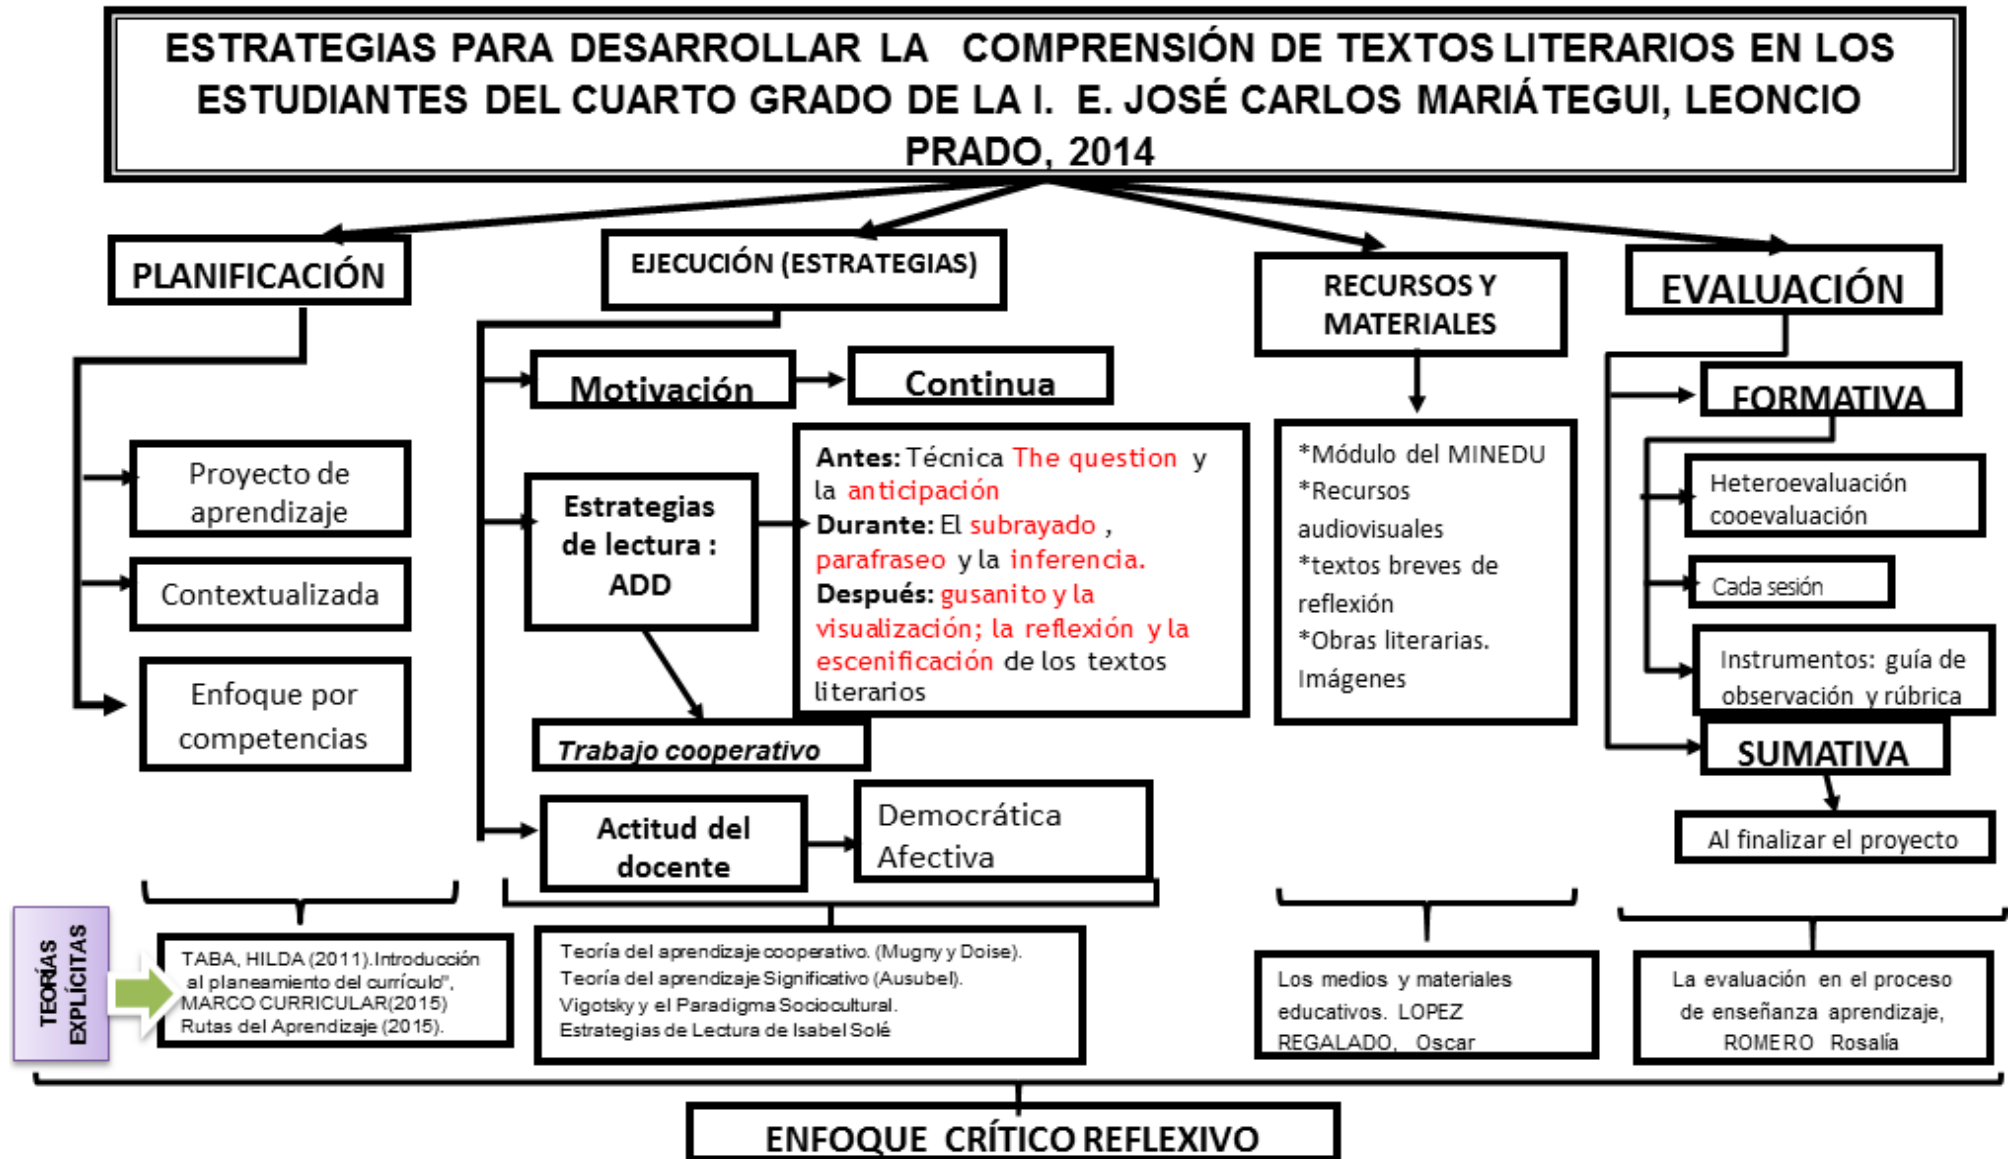 ESTRATEGIAS PARA DESARROLLAR LA COMPRENSIÓN DE TEXTOS LITERARIOS EN LOS
ESTUDIANTES DEL CUARTO GRADO DE LA I. E. JOSÉ CARLOS MARIÁTEGUI, LEONCIO
PRADO, 2014
PLANIFICACIÓN
Proyecto de
aprendizaje
Contextualizada
Enfoque por
competencias
EJECUCIÓN (ESTRATEGIAS)
Motivación
Continua
Estrategias
de lectura :
ADD
Antes: Técnica The question y
la anticipación
Durante: El subrayado ,
parafraseo y la inferencia.
Después: gusanito y la
visualización; la reflexión y la
escenificación de los textos
literarios
Trabajo cooperativo
Actitud del
docente
Democrática
Afectiva
RECURSOS Y
MATERIALES
*Módulo del MINEDU
*Recursos
audiovisuales
*textos breves de
reflexión
*Obras literarias.
Imágenes
EVALUACIÓN
FORMATIVA
Heteroevaluación
cooevaluación
Cada sesión
Instrumentos: guía de
observación y rúbrica
SUMATIVA
Al finalizar el proyecto
TEORÍAS
EXPLÍCITAS
TABA, HILDA (2011).Introducción
al planeamiento del currículo",
MARCO CURRICULAR(2015)
Rutas del Aprendizaje (2015).
Teoría del aprendizaje cooperativo. (Mugny y Doise).
Teoría del aprendizaje Significativo (Ausubel).
Vigotsky y el Paradigma Sociocultural.
Estrategias de Lectura de Isabel Solé
Los medios y materiales
educativos. LOPEZ
REGALADO, Oscar
La evaluación en el proceso
de enseñanza aprendizaje,
ROMERO Rosalía
ENFOQUE CRÍTICO REFLEXIVO